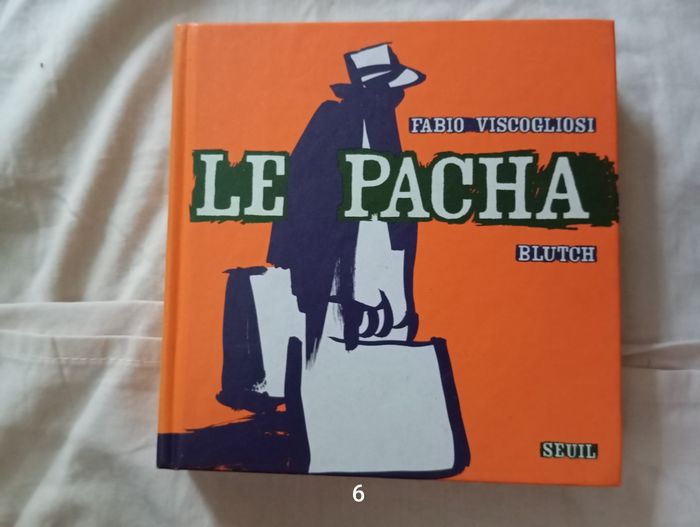 FABIO VISCOGLIOSI
LE PACHA
BLUTCH
SEUIL
6